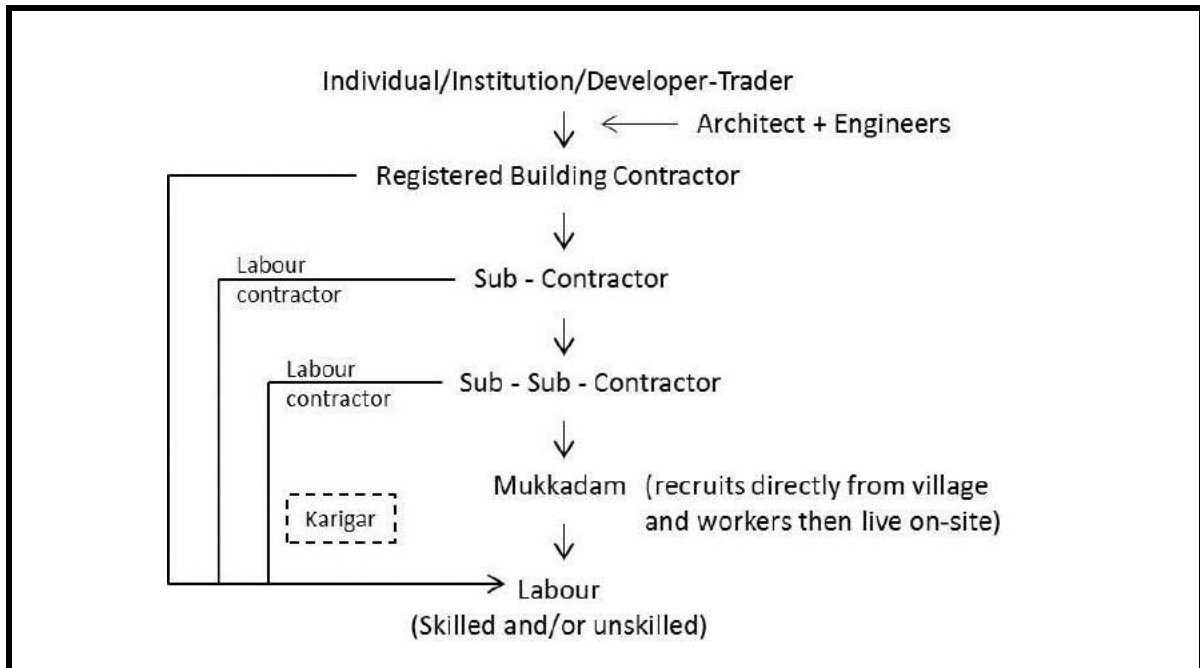 Individual/Institution/Developer-Trader
Architect + Engineers
Registered Building Contractor
Labour
contractor
Sub - Contractor
Labour
contractor
Sub - Sub - Contractor
Mukkadam (recruits directly from village
and workers then live on-site)
Karigar
Labour
(Skilled and/or unskilled)